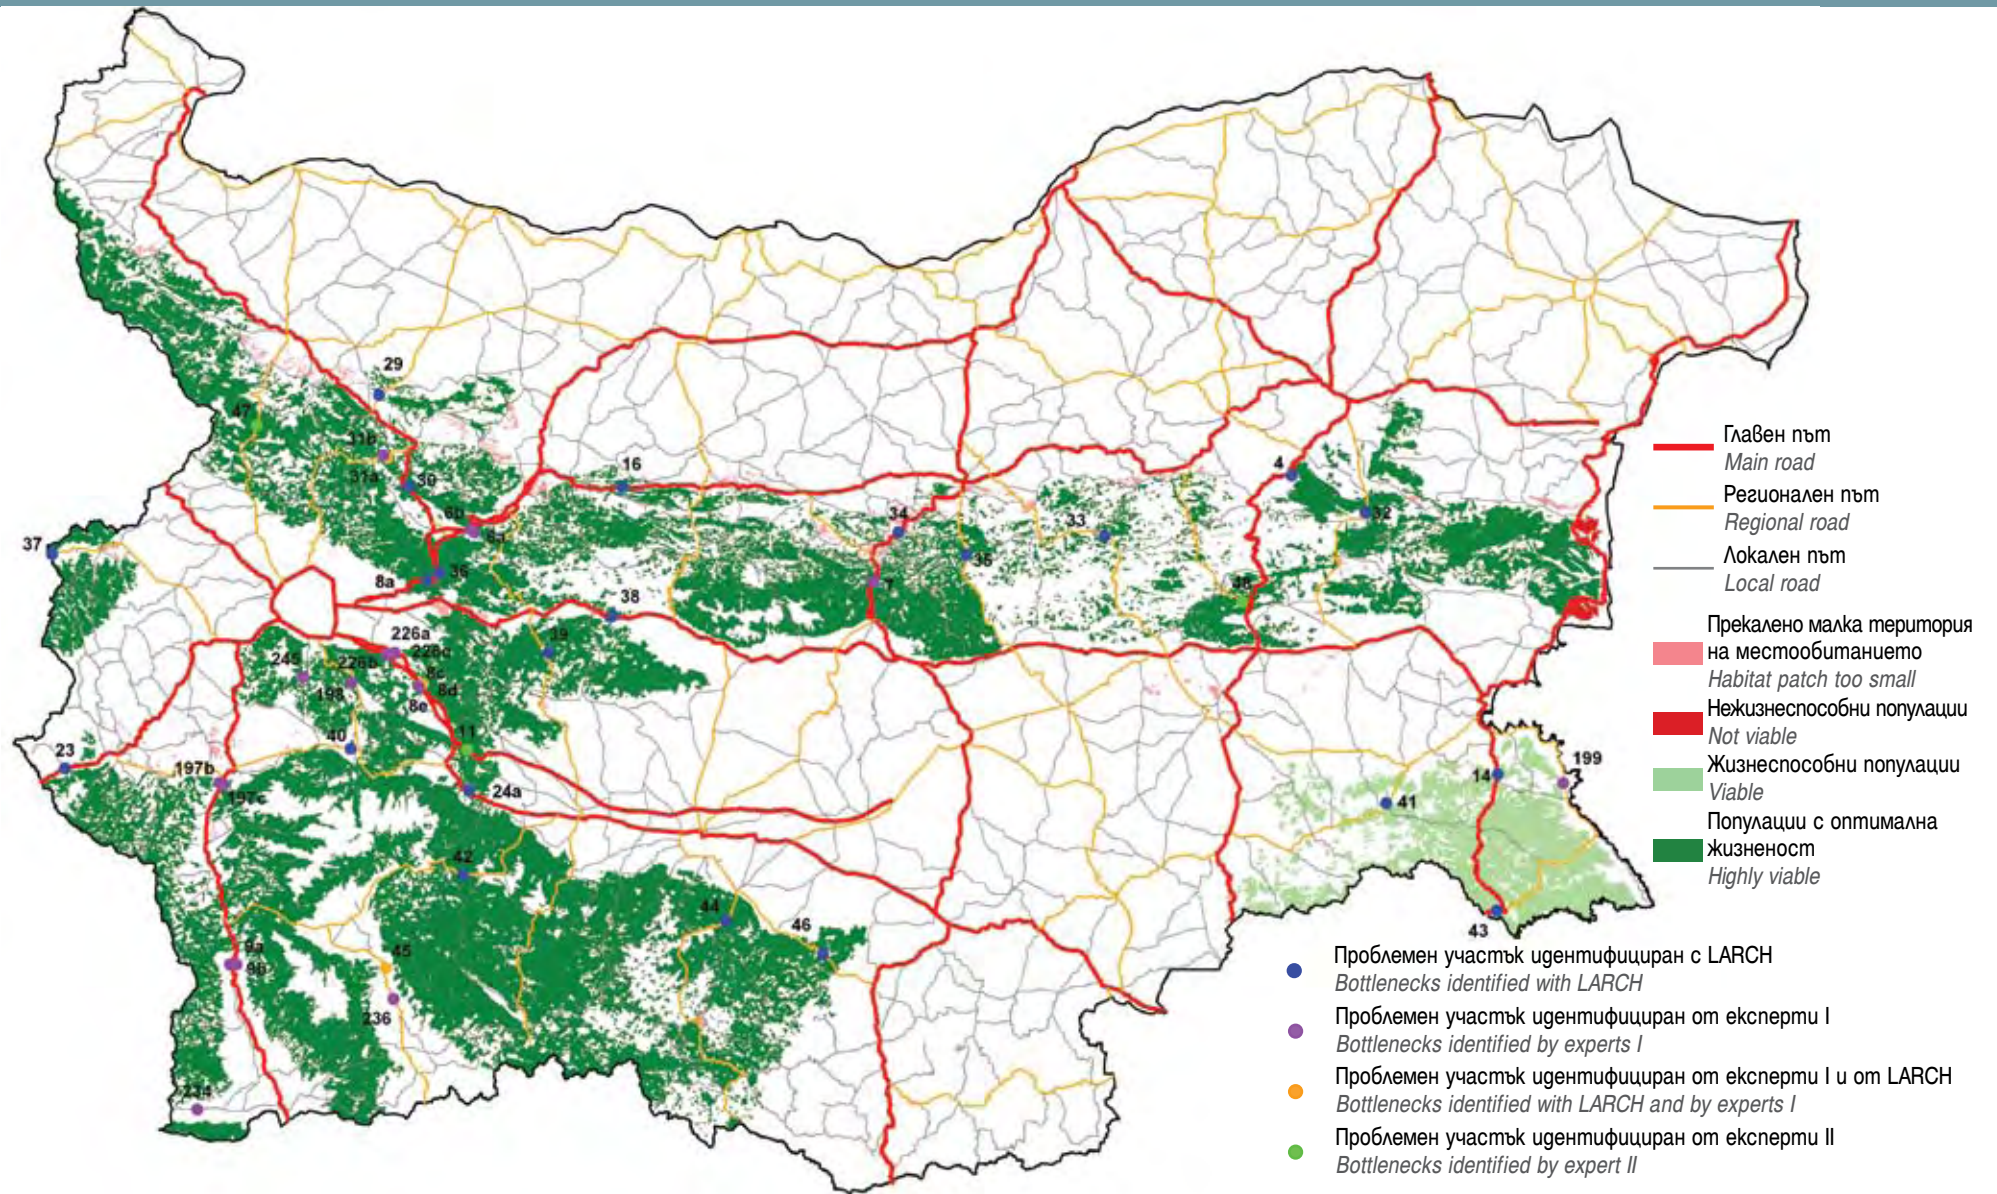 29
47
31b
31a
30
16
6b
6a
4
32
34
33
35
37
8a
36
7
48
38
226a
39
226c
245
226b
8c
198
8d
8e
11
40
23
197b
197c
24a
14
199
41
42
44
46
43
9a
9b
45
236
234
Главен път
Main road
Регионален път
Regional road
Локален път
Local road
Прекалено малка територия
на местообитанието
Habitat patch too small
Нежизнеспособни популации
Not viable
Жизнеспособни популации
Viable
Популации с оптимална
жизненост
Highly viable
Проблемен участък идентифициран с LARCH
Bottlenecks identified with LARCH
Проблемен участък идентифициран от експерти I
Bottlenecks identified by experts I
Проблемен участък идентифициран от експерти I и от LARCH
Bottlenecks identified with LARCH and by experts I
Проблемен участък идентифициран от експерти II
Bottlenecks identified by expert II